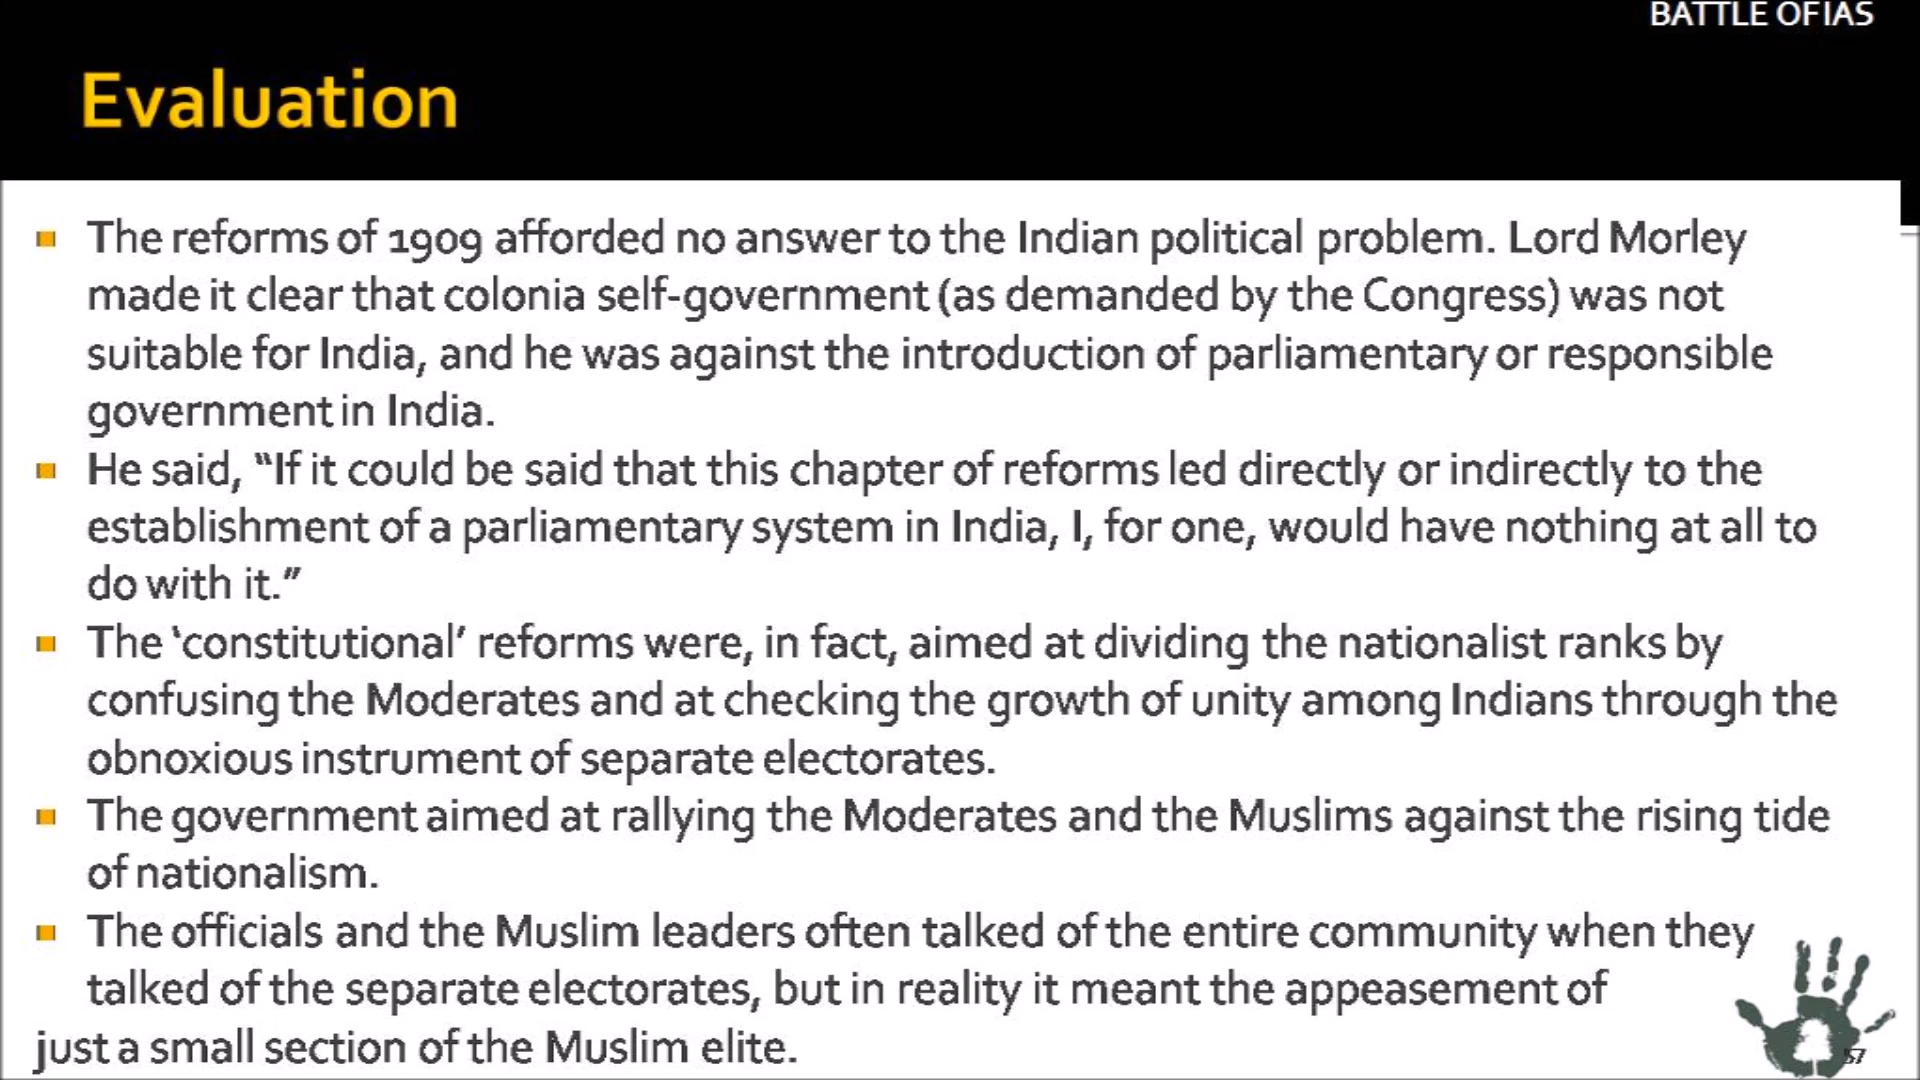 BATTLE OF IAS
Evaluation
The reforms of 1909 afforded no answer to the Indian political problem. Lord Morley
made it clear that colonia self-government (as demanded by the Congress) was not
suitable for India, and he was against the introduction of parliamentary or responsible
government in India.
He said, “If it could be said that this chapter of reforms led directly or indirectly to the
establishment of a parliamentary system in India, I, for one, would have nothing at all to
do with it.”
The ‘constitutional’ reforms were, in fact, aimed at dividing the nationalist ranks by
confusing the Moderates and at checking the growth of unity among Indians through the
obnoxious instrument of separate electorates.
The government aimed at rallying the Moderates and the Muslims against the rising tide
of nationalism.
The officials and the Muslim leaders often talked of the entire community when they
talked of the separate electorates, but in reality it meant the appeasement of
just a small section of the Muslim elite.
57